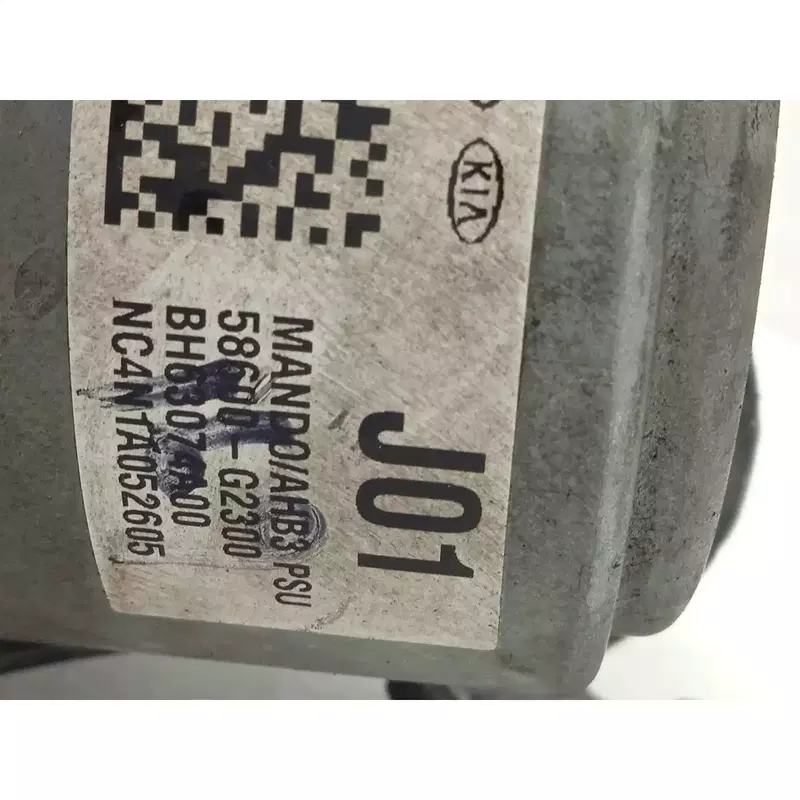 KIA
J01
MANDO/AHB3 PSU
58600-G2300
NC4N1A052605